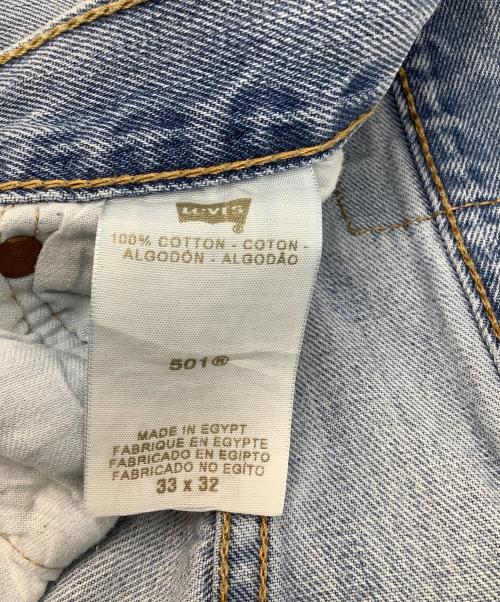 Levi's
100% COTTON - COTON -
ALGODÓN - ALGODÃO
501®
MADE IN EGYPT
FABRIQUE EN EGYPTE
FABRICADO EN EGIPTO
FABRICADO NO EGÍTO
33 x 32